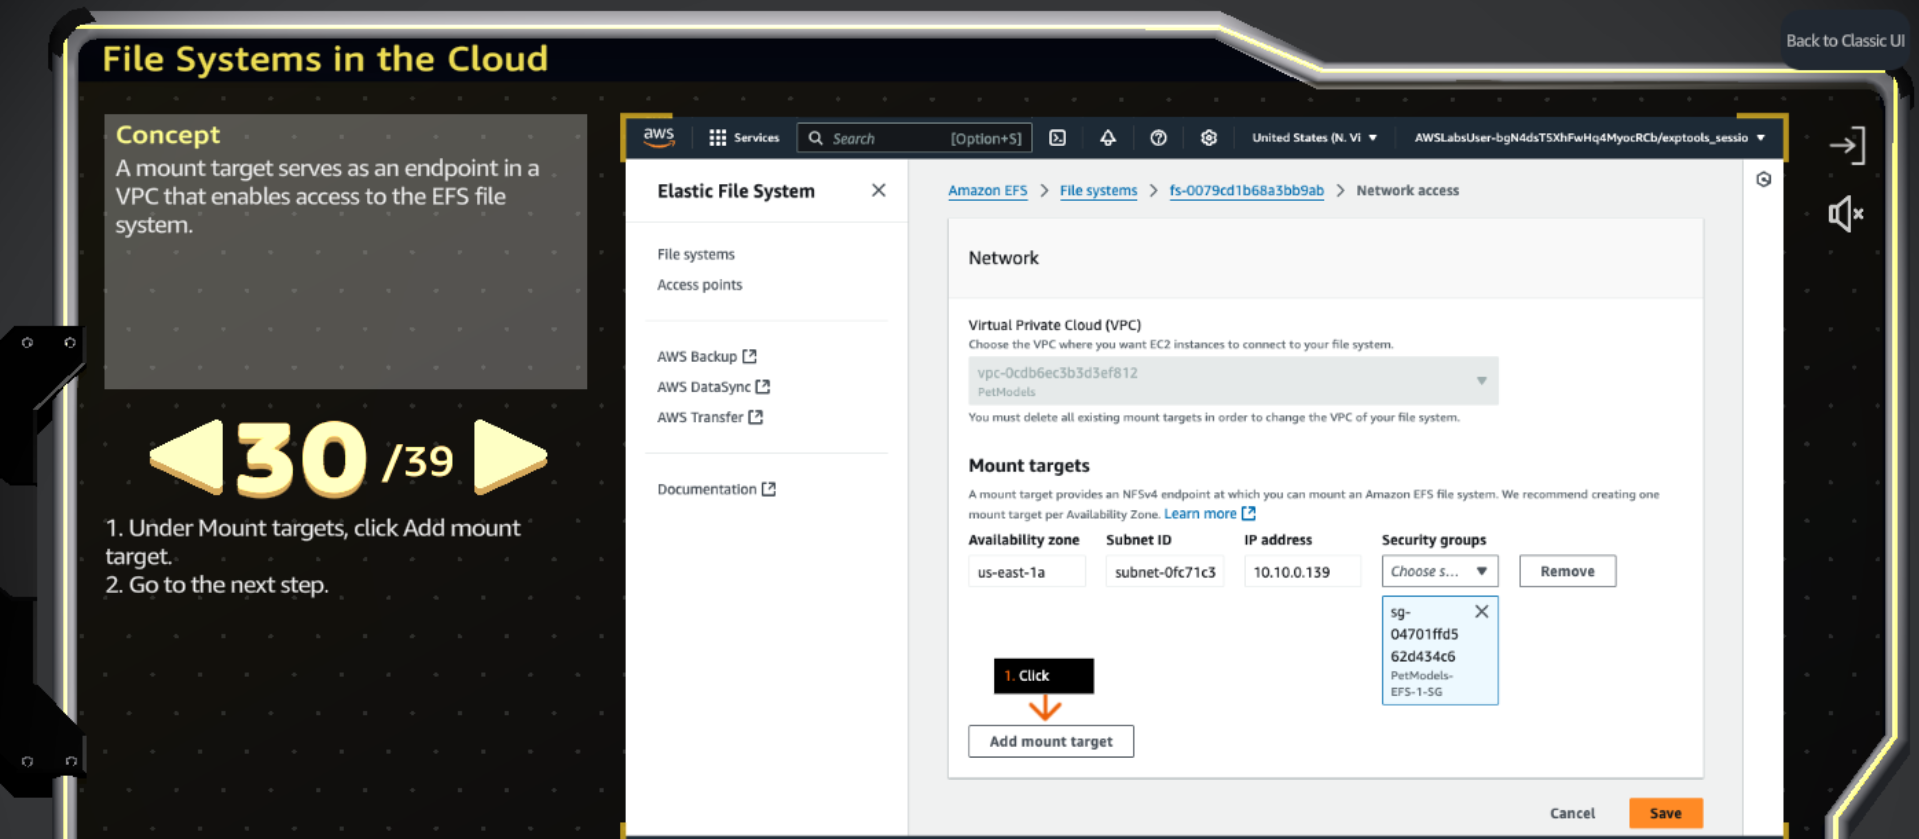 Back to Classic UI
File Systems in the Cloud
Concept
A mount target serves as an endpoint in a
VPC that enables access to the EFS file
system.
30 /39
1. Under Mount targets, click Add mount
target.
2. Go to the next step.
aws Services Search [Option+S] United States (N. Vi AWSLabsUser-bgN4dsT5XhFwHq4MyocRCb/exptools_sessio
Elastic File System
File systems
Access points
AWS Backup
AWS DataSync
AWS Transfer
Documentation
Amazon EFS > File systems > fs-0079cd1b68a3bb9ab > Network access
Network
Virtual Private Cloud (VPC)
Choose the VPC where you want EC2 instances to connect to your file system.
vpc-0cdb6ec3b3d3ef812
PetModels
You must delete all existing mount targets in order to change the VPC of your file system.
Mount targets
A mount target provides an NFSv4 endpoint at which you can mount an Amazon EFS file system. We recommend creating one
mount target per Availability Zone. Learn more
Availability zone Subnet ID IP address Security groups
us-east-1a subnet-0fc71c3 10.10.0.139 Choose s... Remove
sg-
04701ffd5
62d434c6
PetModels-
EFS-1-SG
1. Click
Add mount target
Cancel Save